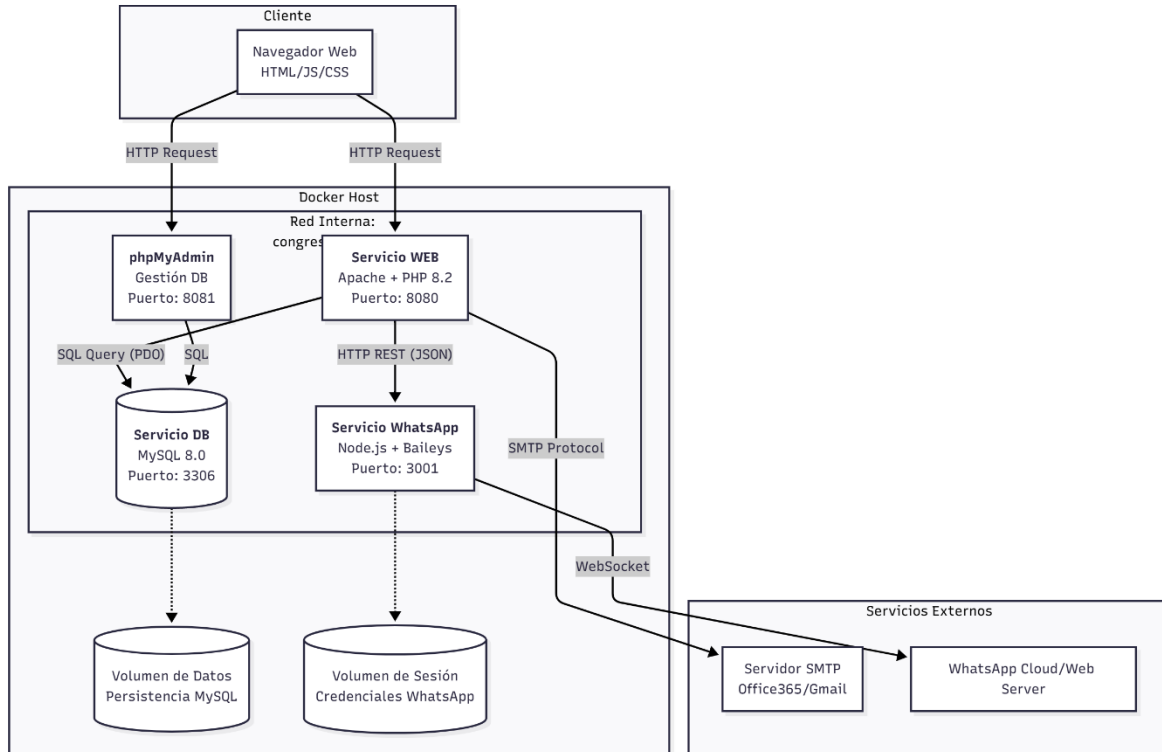 Cliente
Navegador Web
HTML/JS/CSS
HTTP Request
HTTP Request
Docker Host
Red Interna:
phpMyAdmin
Gestión DB
Puerto: 8081
Servicio WEB
Apache + PHP 8.2
Puerto: 8080
SQL Query (PDO)
SQL
HTTP REST (JSON)
Servicio DB
MySQL 8.0
Puerto: 3306
Servicio WhatsApp
Node.js + Baileys
Puerto: 3001
SMTP Protocol
WebSocket
Servicios Externos
Volumen de Datos
Persistencia MySQL
Volumen de Sesión
Credenciales WhatsApp
Servidor SMTP
Office365/Gmail
WhatsApp Cloud/Web
Server